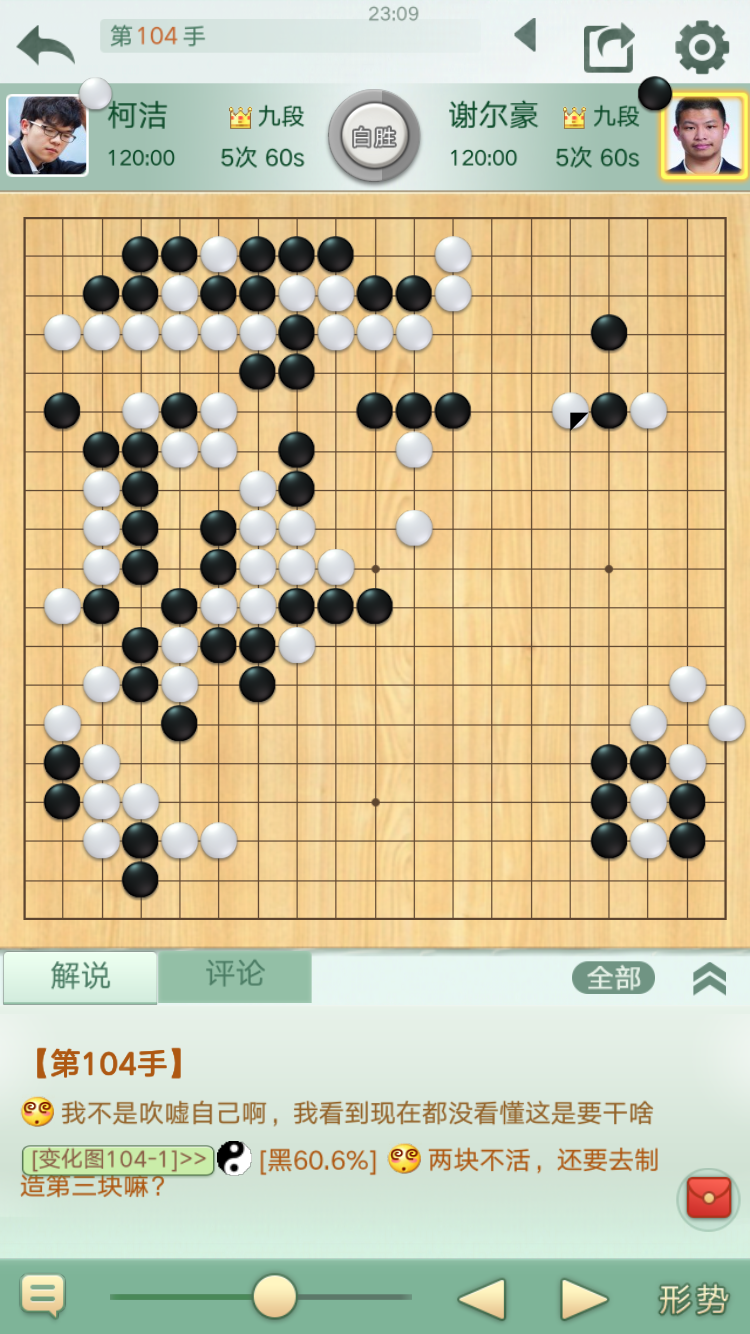 23:09
第104手
柯洁 九段 白胜 谢尔豪 九段
120:00 5次 60s 120:00 5次 60s
解说 评论 全部
【第104手】
我不是吹嘘自己啊，我看到现在都没看懂这是要干啥
[变化图104-1]>> [黑60.6%] 两块不活，还要去制
造第三块嘛？
形势